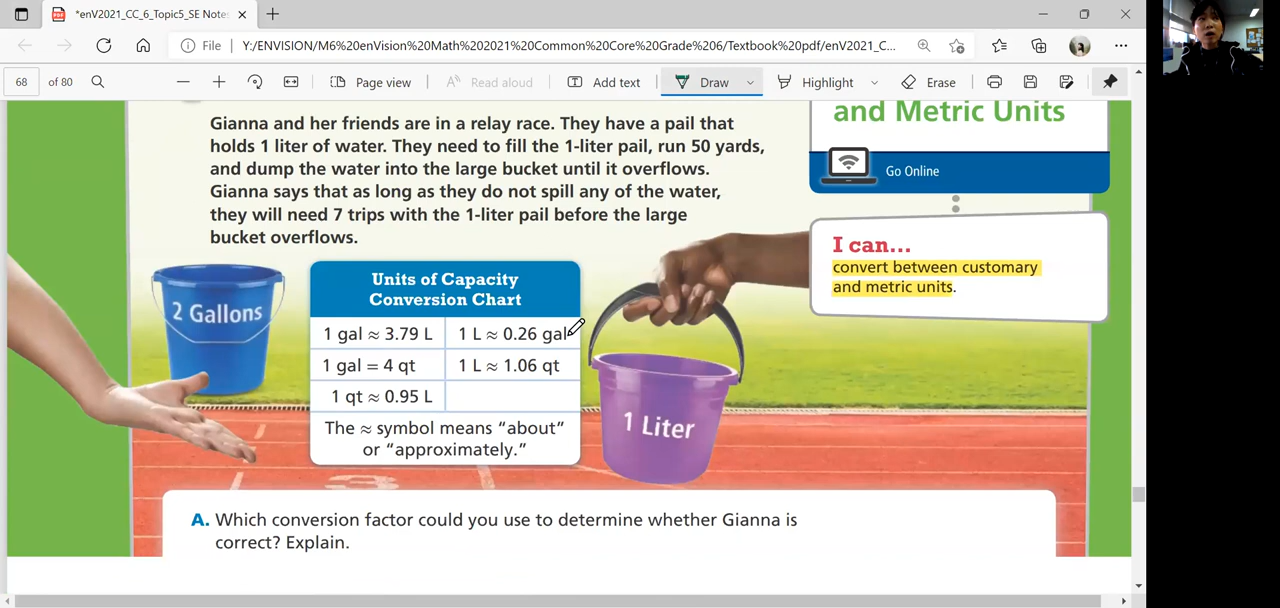 *enV2021_CC_6_Topic5_SE Note
File
Y:/ENVISION/M6%20enVision%20Math%202021%20Common%20Core%20Grade%206/Textbook%20pdf/enV2021_C...
68 of 80
Page view
Read aloud
Add text
Draw
Highlight
Erase
Gianna and her friends are in a relay race. They have a pail that
holds 1 liter of water. They need to fill the 1-liter pail, run 50 yards,
and dump the water into the large bucket until it overflows.
Gianna says that as long as they do not spill any of the water,
they will need 7 trips with the 1-liter pail before the large
bucket overflows.
and Metric Units
Go Online
I can...
convert between customary
and metric units.
2 Gallons
Units of Capacity
Conversion Chart
1 gal ≈ 3.79 L 1 L ≈ 0.26 gal
1 gal = 4 qt 1 L ≈ 1.06 qt
1 qt ≈ 0.95 L
The ≈ symbol means “about”
or “approximately.”
1 Liter
3
A. Which conversion factor could you use to determine whether Gianna is
correct? Explain.